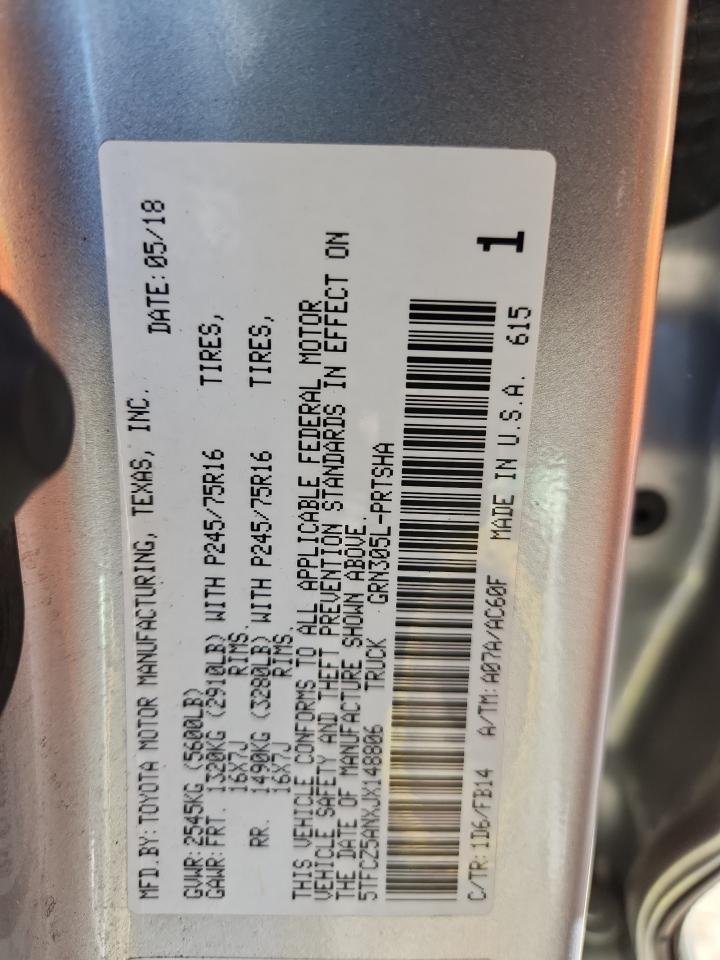 MFD.BY:TOYOTA MOTOR MANUFACTURING, TEXAS, INC.
DATE:05/18
GVWR:2545KG (5600LB)
GAWR:FRT. 1320KG (2910LB) WITH P245/75R16 TIRES,
16X7J RIMS.
RR. 1490KG (3280LB) WITH P245/75R16 TIRES,
16X7J RIMS.
THIS VEHICLE CONFORMS TO ALL APPLICABLE FEDERAL MOTOR
VEHICLE SAFETY AND THEFT PREVENTION STANDARDS IN EFFECT ON
THE DATE OF MANUFACTURE SHOWN ABOVE.
5TFCZ5ANXJX148806 TRUCK GRN305L-PRTSHA
1
C/TR:1D6/FB14 A/TM:A07A/AC60F MADE IN U.S.A. 615